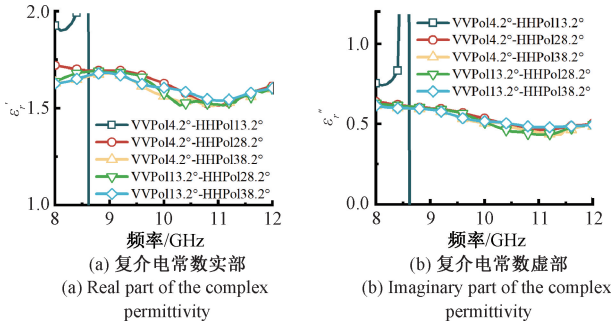 2.0
1.5
1.0
εr′
VVPol4.2°-HHPol13.2°
VVPol4.2°-HHPol28.2°
VVPol4.2°-HHPol38.2°
VVPol13.2°-HHPol28.2°
VVPol13.2°-HHPol38.2°
8 9 10 11 12
频率/GHz
(a) 复介电常数实部
(a) Real part of the complex
permittivity
1.0
0.5
0.0
εr″
VVPol4.2°-HHPol13.2°
VVPol4.2°-HHPol28.2°
VVPol4.2°-HHPol38.2°
VVPol13.2°-HHPol28.2°
VVPol13.2°-HHPol38.2°
8 9 10 11 12
频率/GHz
(b) 复介电常数虚部
(b) Imaginary part of the complex
permittivity